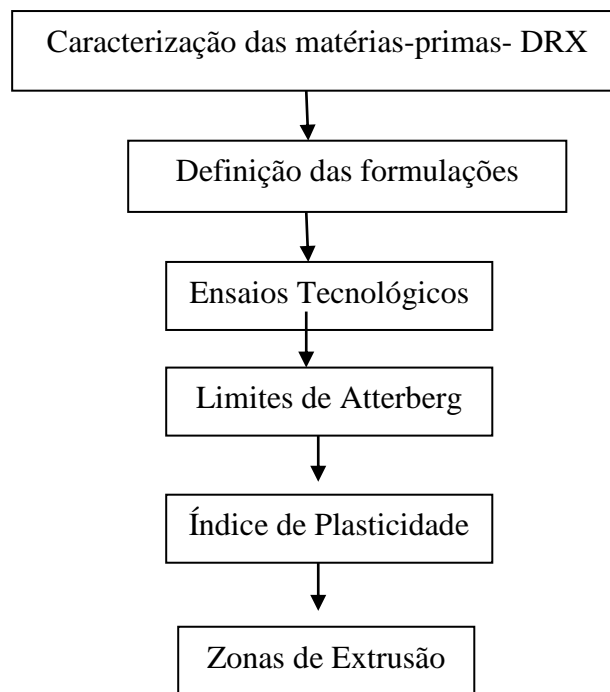 Caracterização das matérias-primas- DRX
Definição das formulações
Ensaios Tecnológicos
Limites de Atterberg
Índice de Plasticidade
Zonas de Extrusão